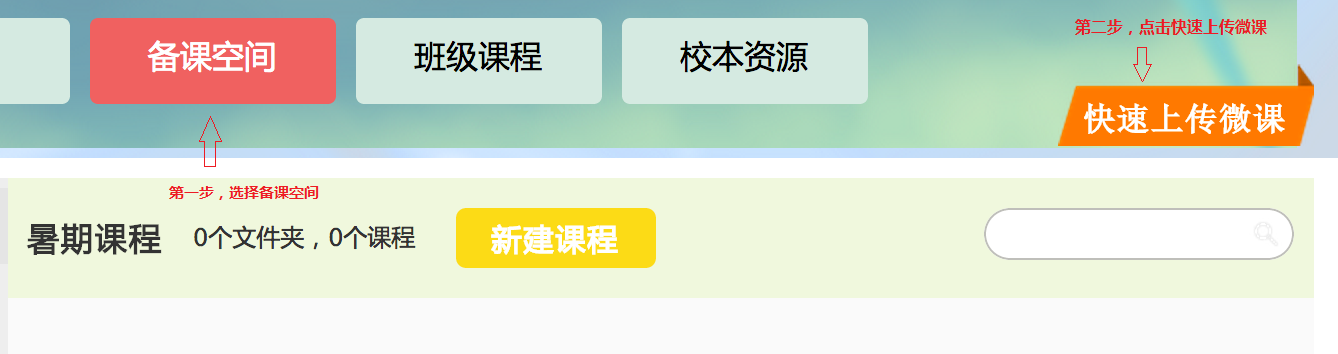 第二步，点击快速上传微课
备课空间 班级课程 校本资源
快速上传微课
第一步，选择备课空间
暑期课程 0个文件夹，0个课程 新建课程